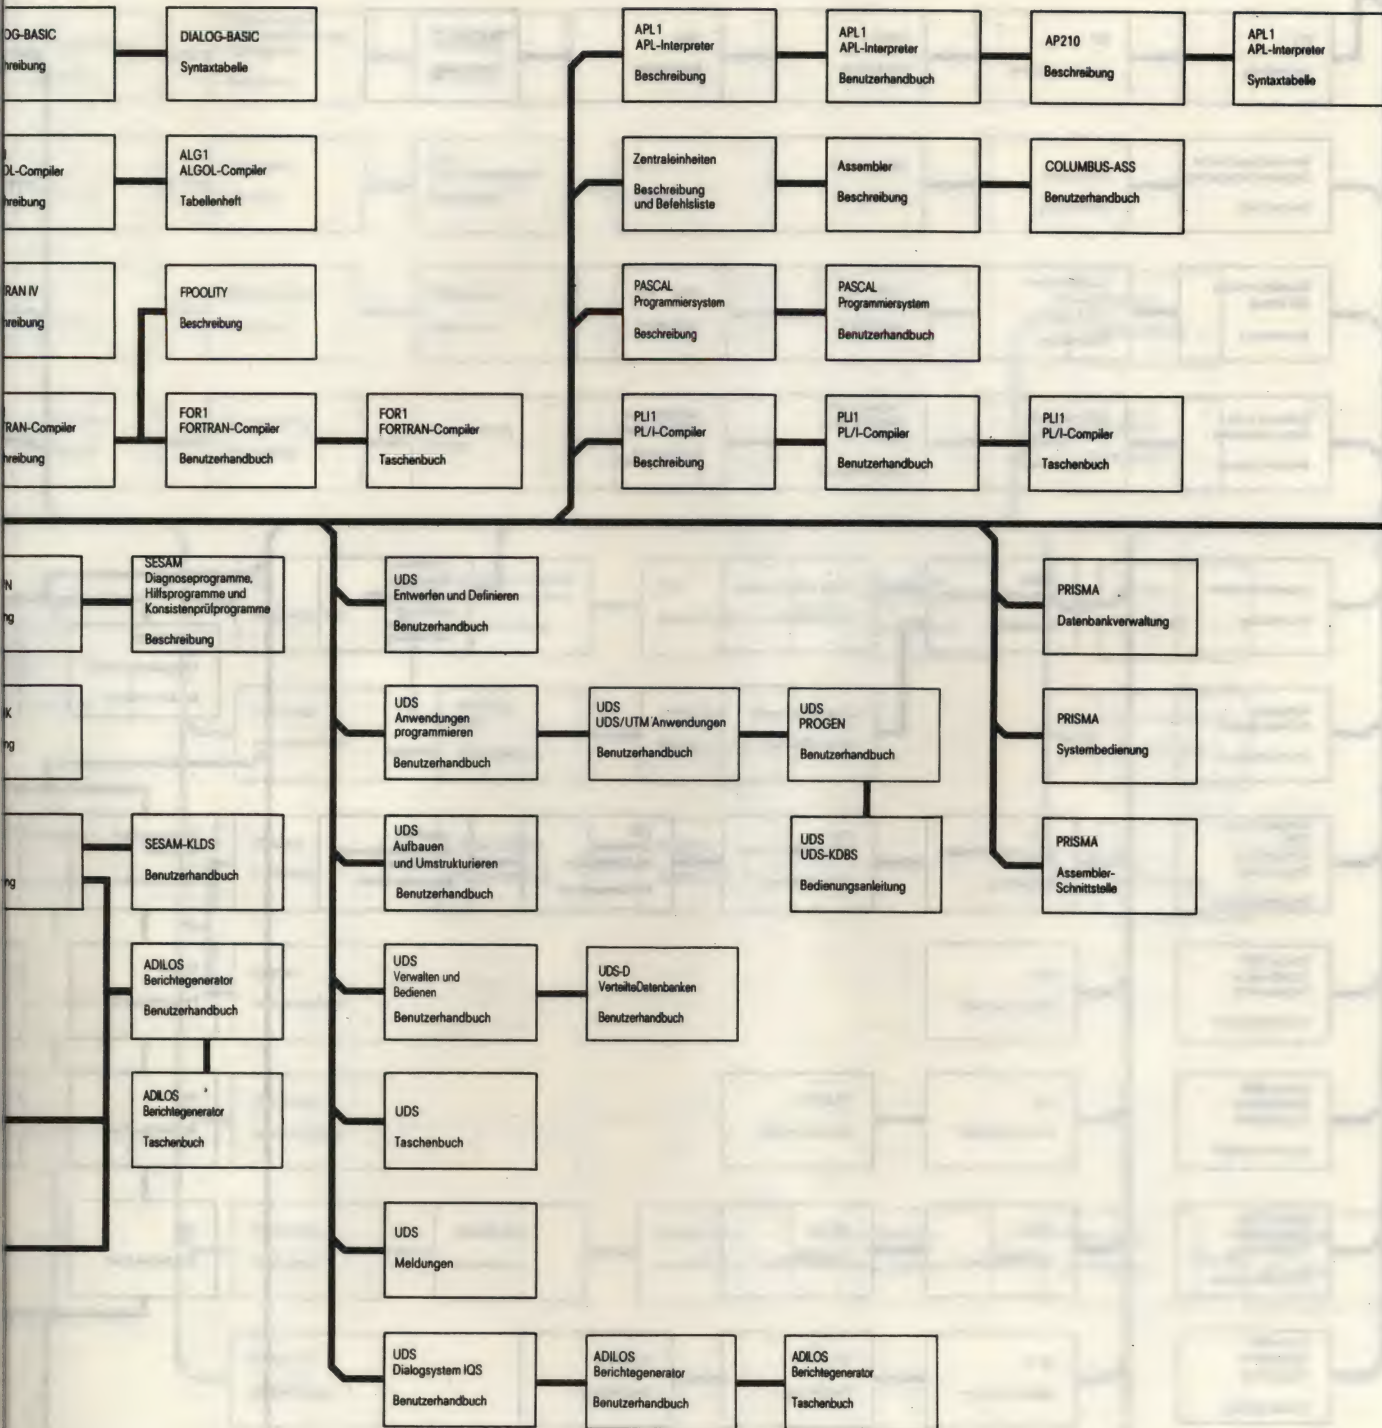 OG-BASIC
hreibung
DIALOG-BASIC
Syntaxtabelle
APL1
APL-Interpreter
Beschreibung
APL1
APL-Interpreter
Benutzerhandbuch
AP210
Beschreibung
APL1
APL-Interpreter
Syntaxtabelle
OL-Compiler
hreibung
ALG1
ALGOL-Compiler
Tabellenheft
Zentraleinheiten
Beschreibung
und Befehlsliste
Assembler
Beschreibung
COLUMBUS-ASS
Benutzerhandbuch
RAN IV
hreibung
FPOOLITY
Beschreibung
PASCAL
Programmiersystem
Beschreibung
PASCAL
Programmiersystem
Benutzerhandbuch
RAN-Compiler
hreibung
FOR1
FORTRAN-Compiler
Benutzerhandbuch
FOR1
FORTRAN-Compiler
Taschenbuch
PLI1
PL/I-Compiler
Beschreibung
PLI1
PL/I-Compiler
Benutzerhandbuch
PLI1
PL/I-Compiler
Taschenbuch
N
ng
SESAM
Diagnoseprogramme,
Hilfsprogramme und
Konsistenprüfprogramme
Beschreibung
UDS
Entwerfen und Definieren
Benutzerhandbuch
PRISMA
Datenbankverwaltung
IK
ng
UDS
Anwendungen
programmieren
Benutzerhandbuch
UDS
UDS/UTM Anwendungen
Benutzerhandbuch
UDS
PROGEN
Benutzerhandbuch
PRISMA
Systembedienung
ng
SESAM-KLDS
Benutzerhandbuch
UDS
Aufbauen
und Umstrukturieren
Benutzerhandbuch
UDS
UDS-KDBS
Bedienungsanleitung
PRISMA
Assembler-
Schnittstelle
ADILOS
Berichtegenerator
Benutzerhandbuch
UDS
Verwalten und
Bedienen
Benutzerhandbuch
UDS-D
VerteilteDatenbanken
Benutzerhandbuch
ADILOS
Berichtegenerator
Taschenbuch
UDS
Taschenbuch
UDS
Meldungen
UDS
Dialogsystem IQS
Benutzerhandbuch
ADILOS
Berichtegenerator
Benutzerhandbuch
ADILOS
Berichtegenerator
Taschenbuch